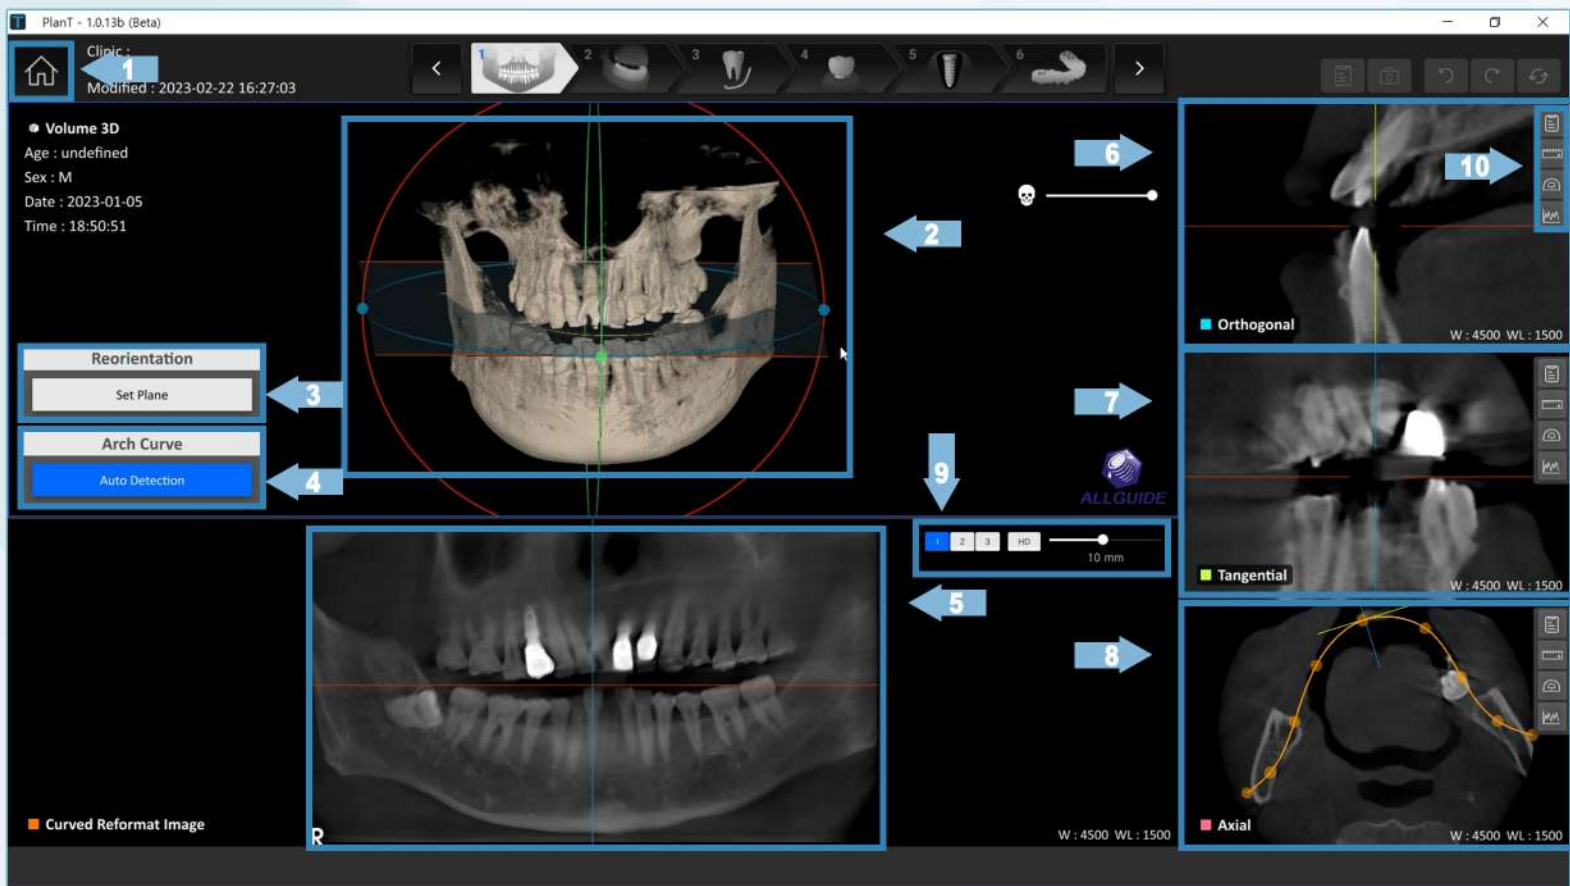 PlanT - 1.0.13b (Beta)
Clinic :
Modified : 2023-02-22 16:27:03
1
1
2
3
4
5
6
Volume 3D
Age : undefined
Sex : M
Date : 2023-01-05
Time : 18:50:51
2
6
10
Orthogonal
W : 4500 WL : 1500
Reorientation
Set Plane
3
Arch Curve
Auto Detection
4
7
9
ALLGUIDE
1 2 3 HD
10 mm
Tangential
W : 4500 WL : 1500
5
8
R
Curved Reformat Image
W : 4500 WL : 1500
Axial
W : 4500 WL : 1500